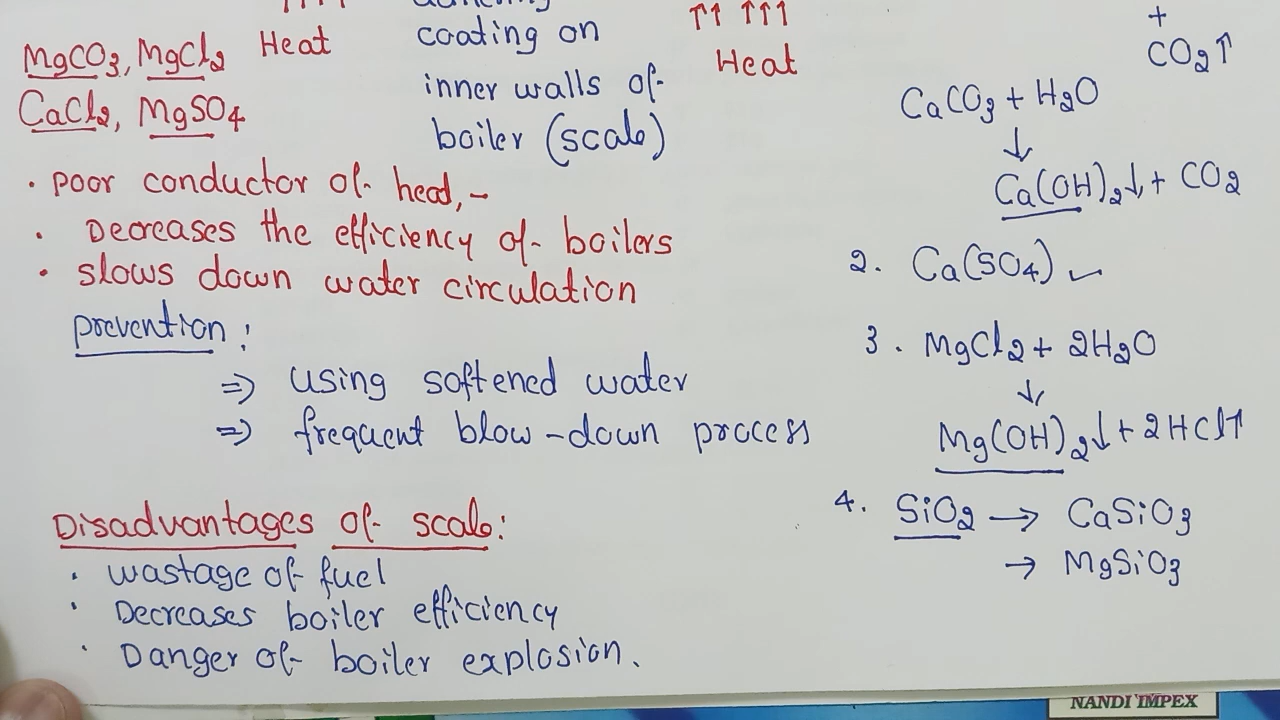 coating on
Heat
Heat
MgCO3, MgCl2
CaCl2, MgSO4
inner walls of
boiler (scale)
· poor conductor of heat, -
· Decreases the efficiency of boilers
· slows down water circulation
prevention :
⇒ using softened water
⇒ frequent blow-down process
Disadvantages of scale:
· wastage of fuel
· Decreases boiler efficiency
· Danger of boiler explosion.
+
CO2↑
CaCO3 + H2O
↓
Ca(OH)2↓ + CO2
2. Ca(SO4) ✓
3. MgCl2 + 2H2O
↓
Mg(OH)2↓ + 2HCl↑
4. SiO2 → CaSiO3
→ MgSiO3
NANDI IMPEX